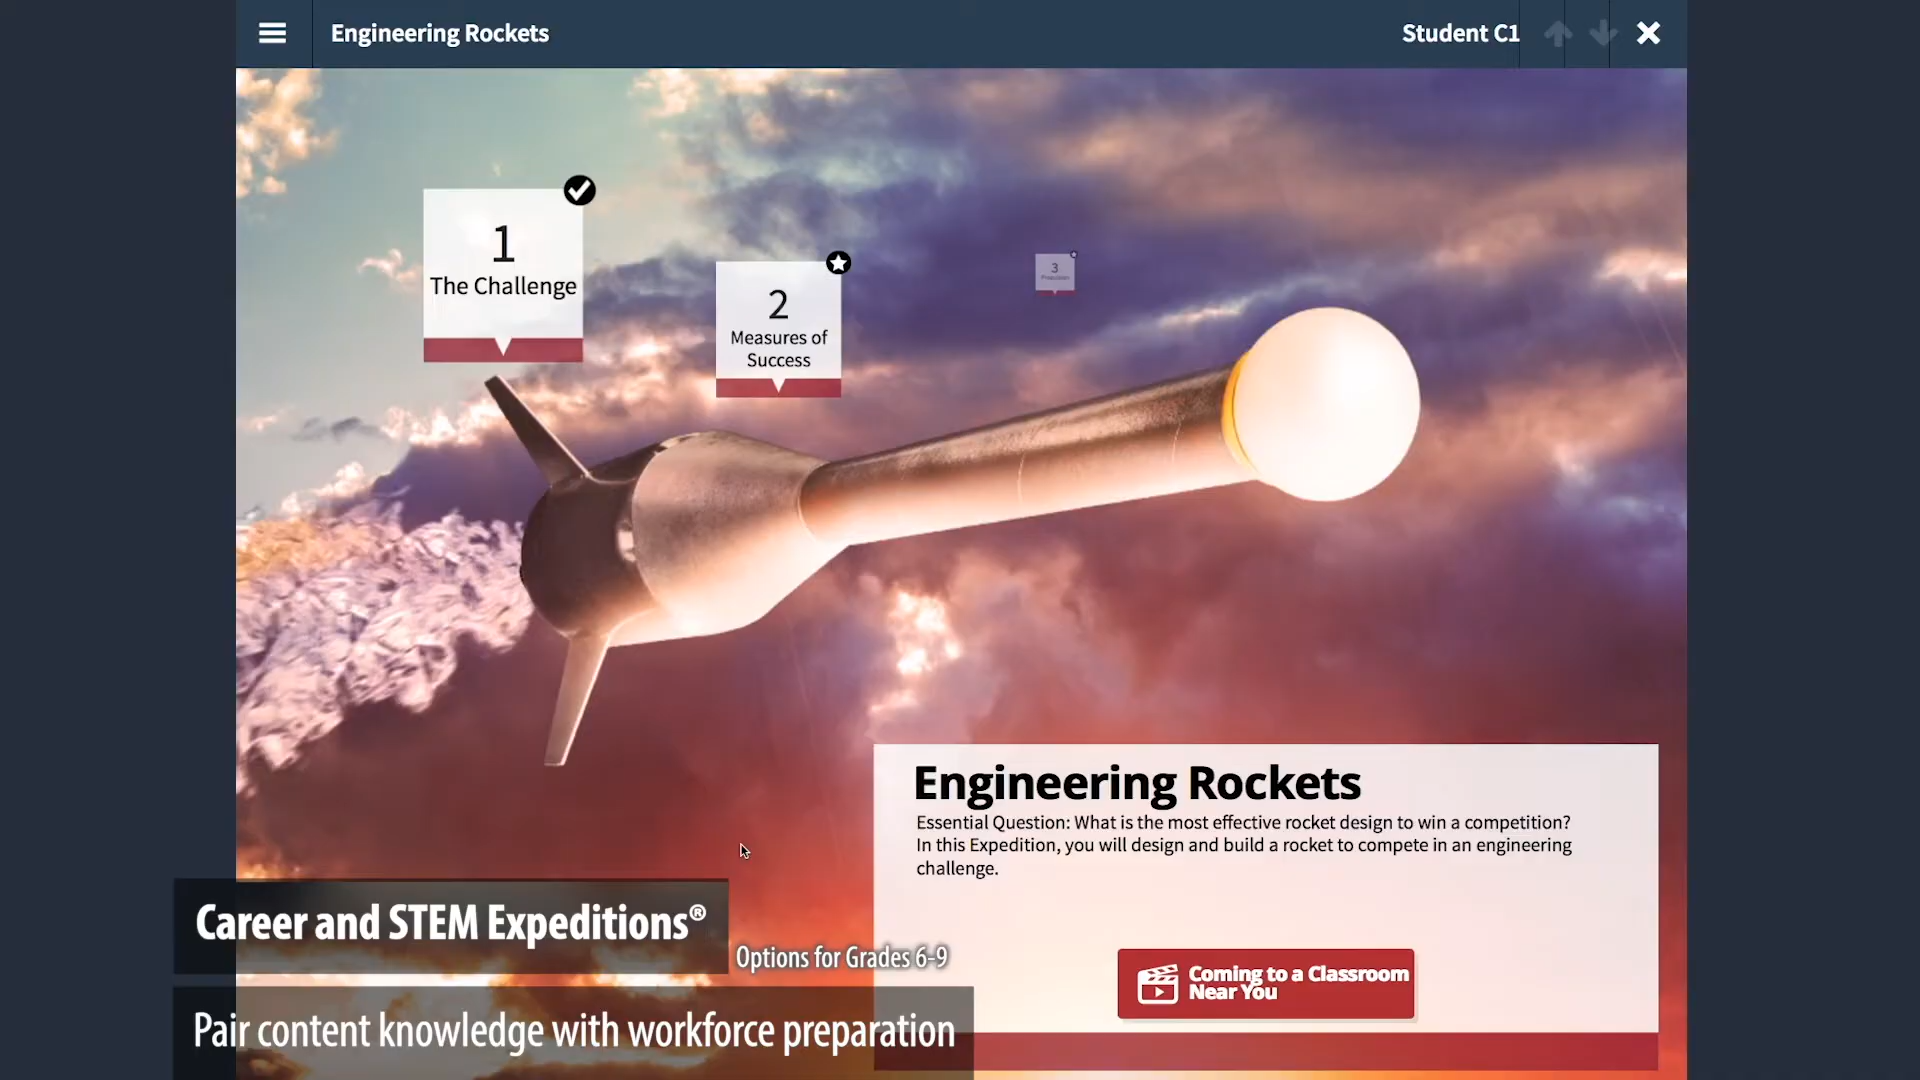 Engineering Rockets
Student C1
1
The Challenge
2
Measures of
Success
3
Engineering Rockets
Essential Question: What is the most effective rocket design to win a competition?
In this Expedition, you will design and build a rocket to compete in an engineering
challenge.
Career and STEM Expeditions®
Options for Grades 6-9
Coming to a Classroom
Near You
Pair content knowledge with workforce preparation